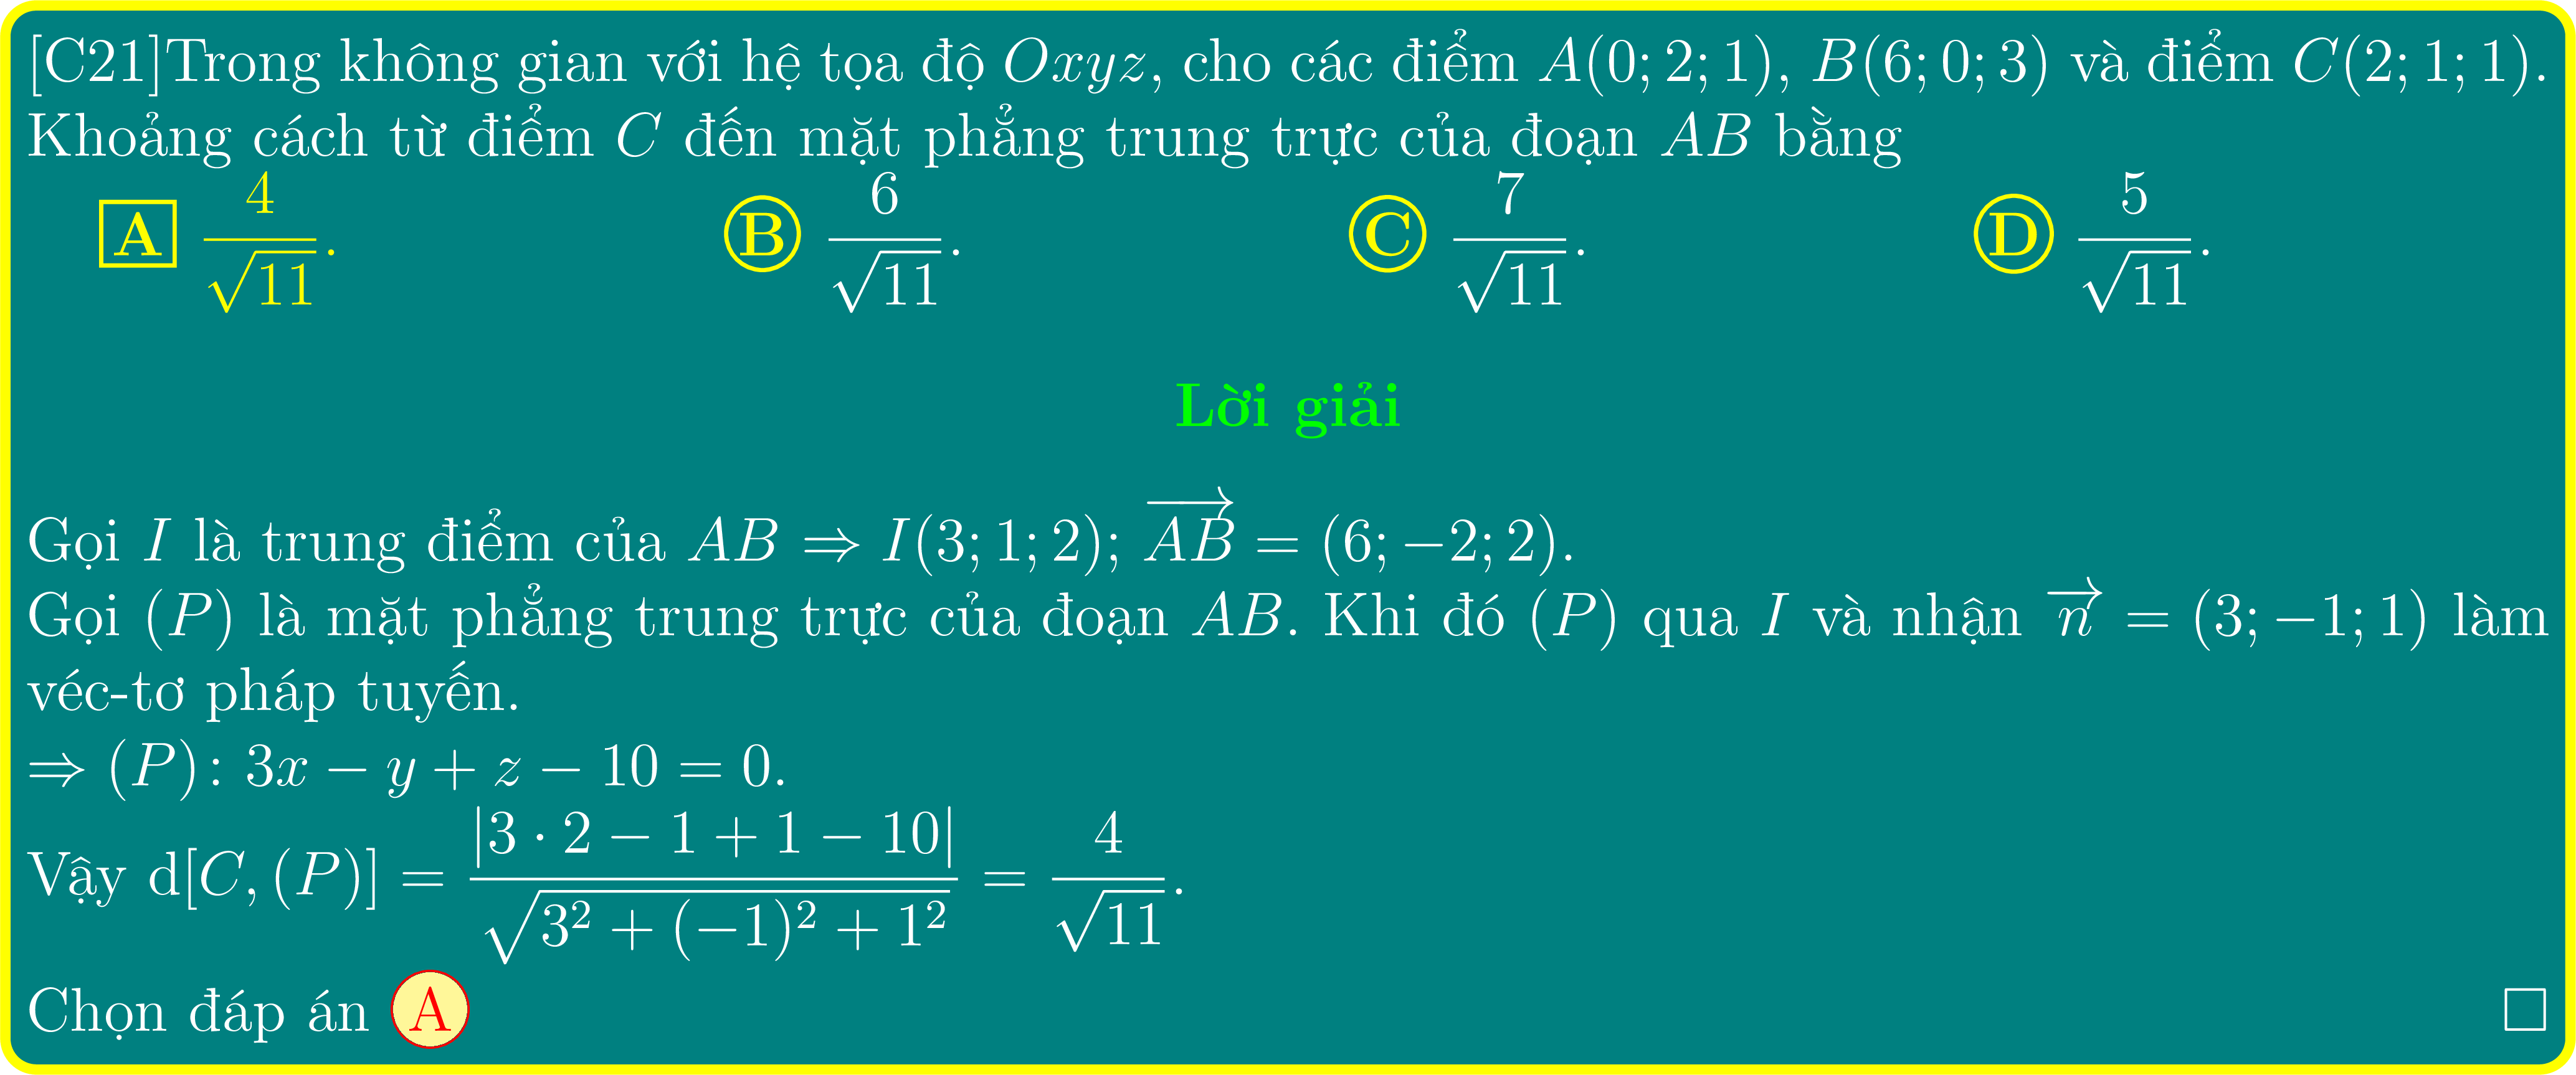 [C21]Trong không gian với hệ tọa độ Oxyz, cho các điểm A(0; 2; 1), B(6; 0; 3) và điểm C(2; 1; 1).
Khoảng cách từ điểm C đến mặt phẳng trung trực của đoạn AB bằng
A $\frac{4}{\sqrt{11}}$. B $\frac{6}{\sqrt{11}}$. C $\frac{7}{\sqrt{11}}$. D $\frac{5}{\sqrt{11}}$.
Lời giải
Gọi I là trung điểm của AB ⇒ I(3; 1; 2); $\overrightarrow{AB}$ = (6; −2; 2).
Gọi (P) là mặt phẳng trung trực của đoạn AB. Khi đó (P) qua I và nhận $\overrightarrow{n}$ = (3; −1; 1) làm
véc-tơ pháp tuyến.
⇒ (P): 3x − y + z − 10 = 0.
Vậy d[C, (P)] = $\frac{|3 \cdot 2 - 1 + 1 - 10|}{\sqrt{3^2 + (-1)^2 + 1^2}}$ = $\frac{4}{\sqrt{11}}$.
Chọn đáp án A □